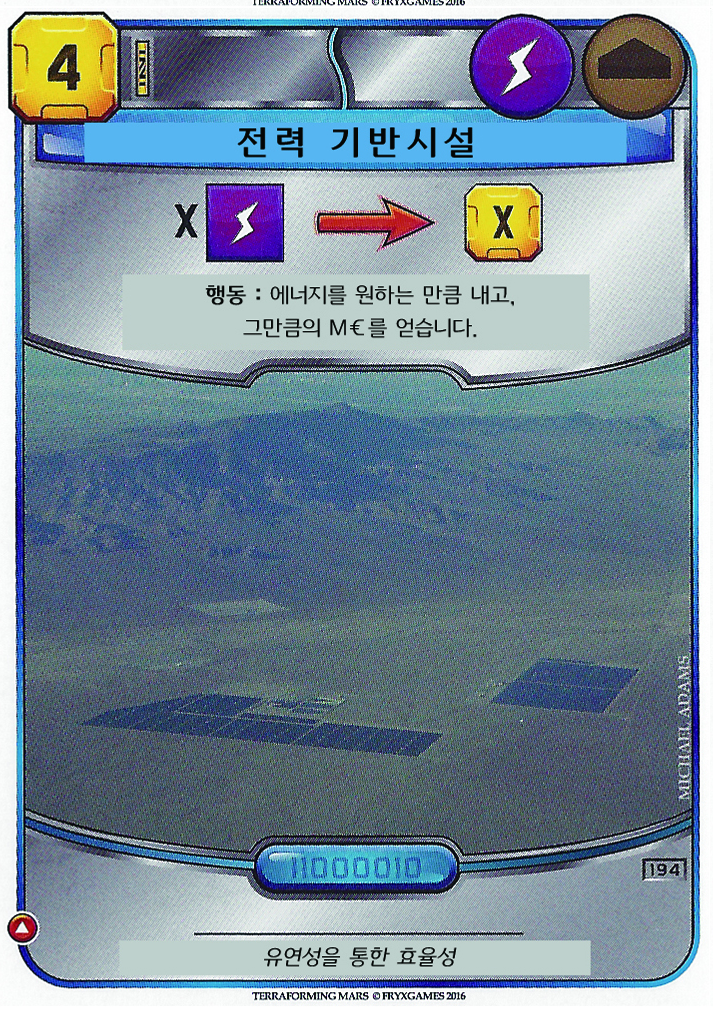 TERRAFORMING MARS © FRYXGAMES 2016
4
전력 기반시설
X
X
행동 : 에너지를 원하는 만큼 내고,
그만큼의 M€를 얻습니다.
MICHAEL ADAMS
11000010
194
유연성을 통한 효율성
TERRAFORMING MARS © FRYXGAMES 2016